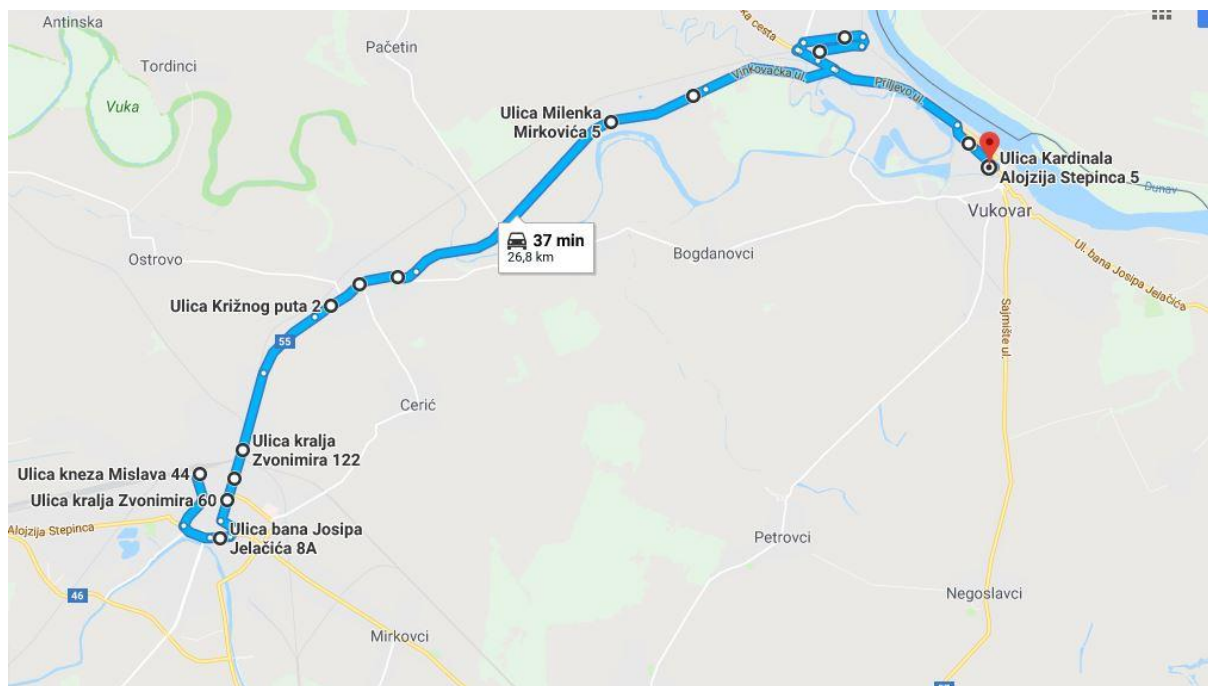 Antinska
Pačetin
ka cesta
Tordinci
Vuka
Vinkovačka ul.
Priljevo ul.
Ulica Milenka
Mirkovića 5
Ulica Kardinala
Alojzija Stepinca 5
Dunav
Vukovar
37 min
26,8 km
Ostrovo
Bogdanovci
Ul. bana Josipa Jelačića
Ulica Križnog puta 2
Sajmište ul.
55
Cerić
Ulica kralja
Zvonimira 122
Ulica kneza Mislava 44
Ulica kralja Zvonimira 60
Alojzija Stepinca
Ulica bana Josipa
Jelačića 8A
Petrovci
46
Negoslavci
Mirkovci